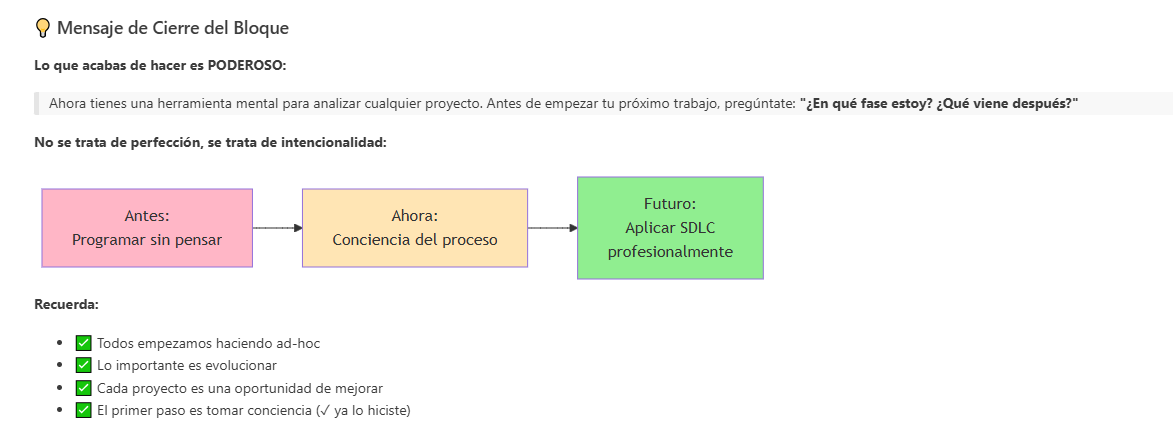 💡 Mensaje de Cierre del Bloque
Lo que acabas de hacer es PODEROSO:
Ahora tienes una herramienta mental para analizar cualquier proyecto. Antes de empezar tu próximo trabajo, pregúntate: "¿En qué fase estoy? ¿Qué viene después?"
No se trata de perfección, se trata de intencionalidad:
Antes:
Programar sin pensar
Ahora:
Conciencia del proceso
Futuro:
Aplicar SDLC
profesionalmente
Recuerda:
• ✅ Todos empezamos haciendo ad-hoc
• ✅ Lo importante es evolucionar
• ✅ Cada proyecto es una oportunidad de mejorar
• ✅ El primer paso es tomar conciencia (✓ ya lo hiciste)